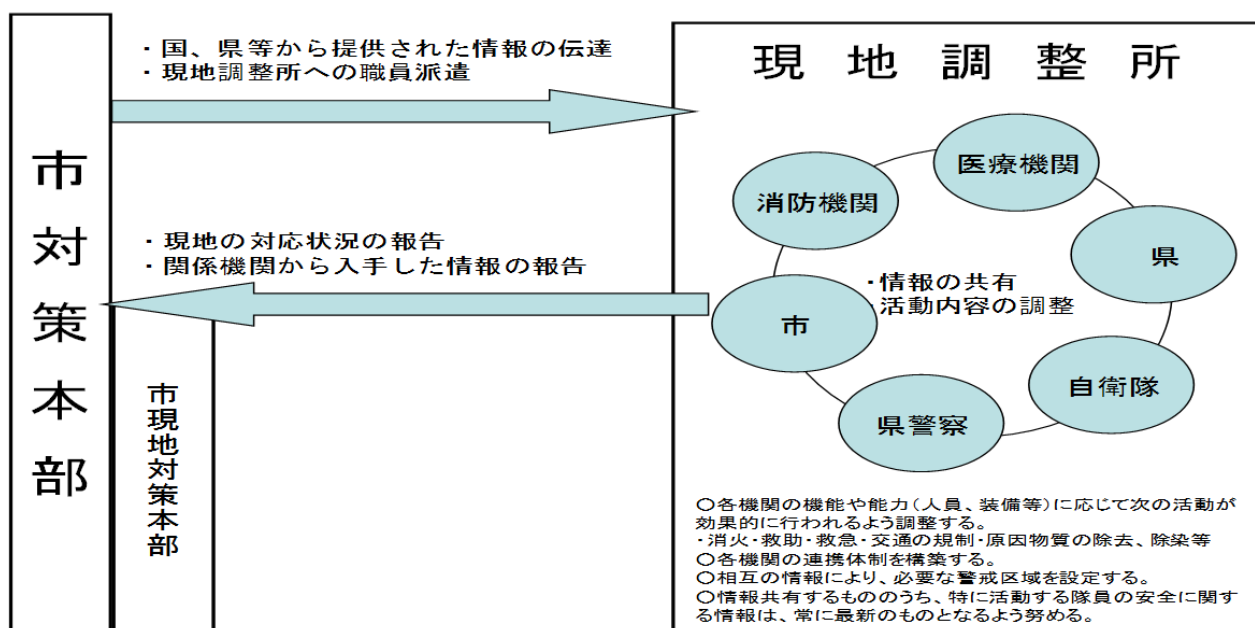 市対策本部
・国、県等から提供された情報の伝達
・現地調整所への職員派遣
・現地の対応状況の報告
・関係機関から入手した情報の報告
市現地対策本部
現地調整所
医療機関
消防機関
県
・情報の共有
・活動内容の調整
市
自衛隊
県警察
○各機関の機能や能力(人員、装備等)に応じて次の活動が
効果的に行われるよう調整する。
・消火・救助・救急・交通の規制・原因物質の除去、除染等
○各機関の連携体制を構築する。
○相互の情報により、必要な警戒区域を設定する。
○情報共有するもののうち、特に活動する隊員の安全に関す
る情報は、常に最新のものとなるよう努める。